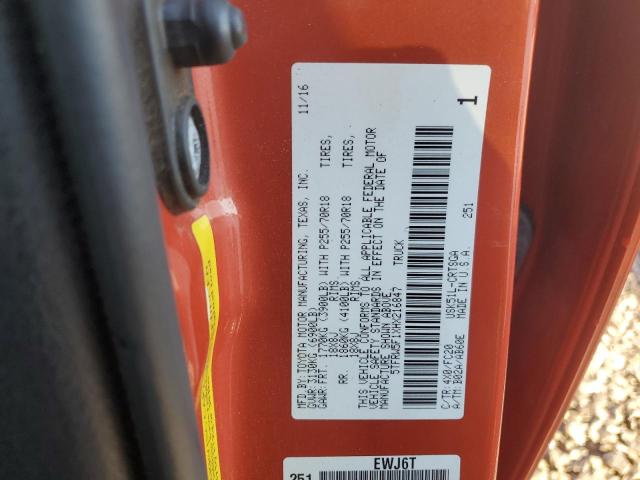 MFD.BY:TOYOTA MOTOR MANUFACTURING, TEXAS, INC. 11/16
GVWR: 3130KG (6900LB)
GAWR: FRT. 1770KG (3900LB) WITH P255/70R18 TIRES,
18X8J RIMS
RR. 1860KG (4100LB) WITH P255/70R18 TIRES,
18X8J RIMS
THIS VEHICLE CONFORMS TO ALL APPLICABLE FEDERAL MOTOR
VEHICLE SAFETY STANDARDS IN EFFECT ON THE DATE OF
MANUFACTURE SHOWN ABOVE
5TFRW5F1XHX216847 TRUCK
USK51L-CRTSGA 251
C/TR:4X0/FC20 MADE IN U.S.A.
A/TM: B02A/AB60E
1
EWJ6T
251